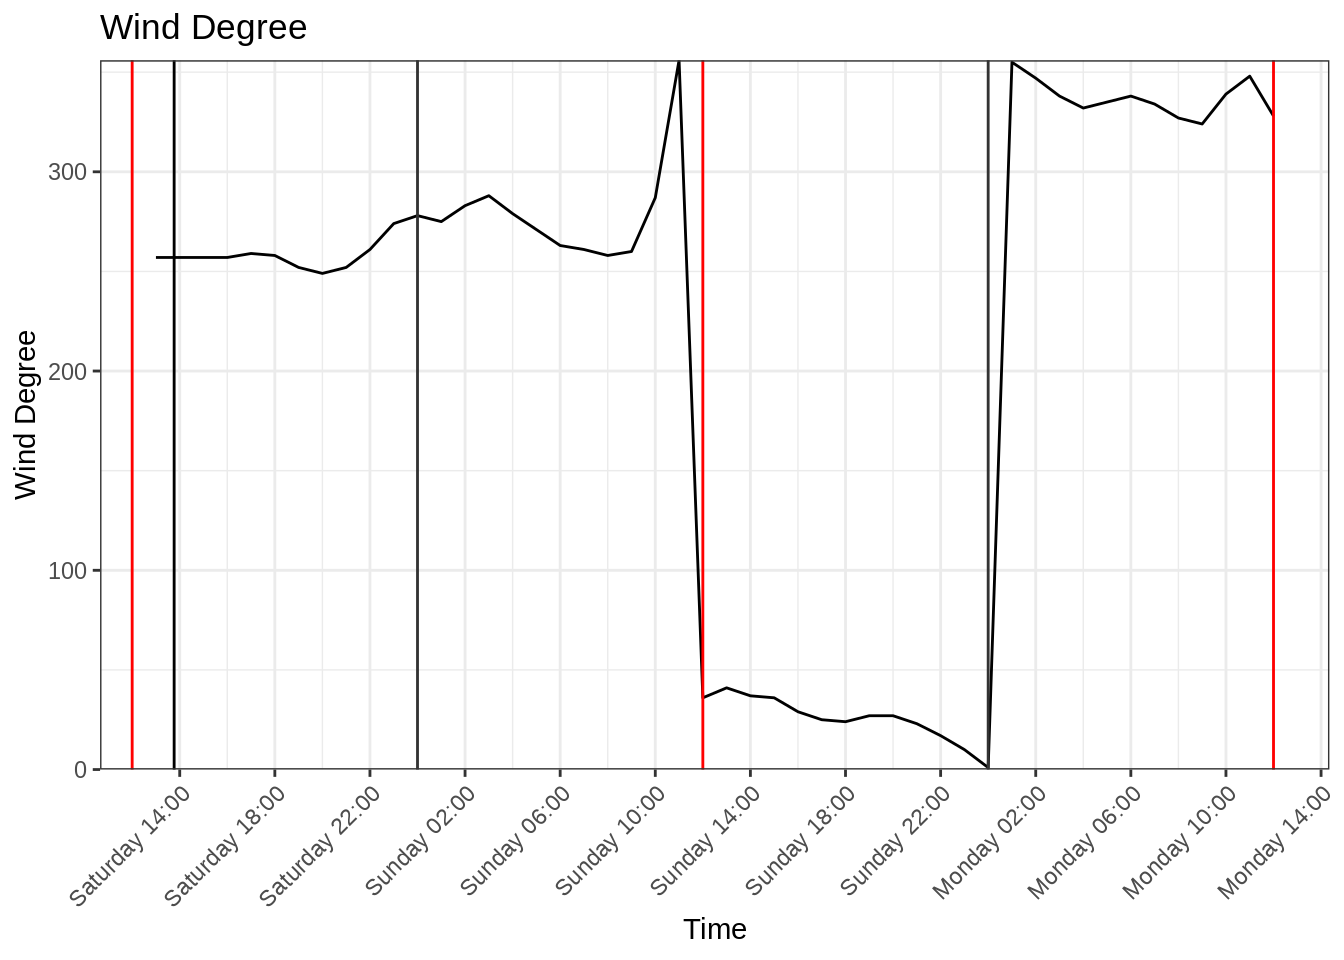 Wind Degree
Wind Degree
300
200
100
0
Saturday 14:00
Saturday 18:00
Saturday 22:00
Sunday 02:00
Sunday 06:00
Sunday 10:00
Sunday 14:00
Sunday 18:00
Sunday 22:00
Monday 02:00
Monday 06:00
Monday 10:00
Monday 14:00
Time